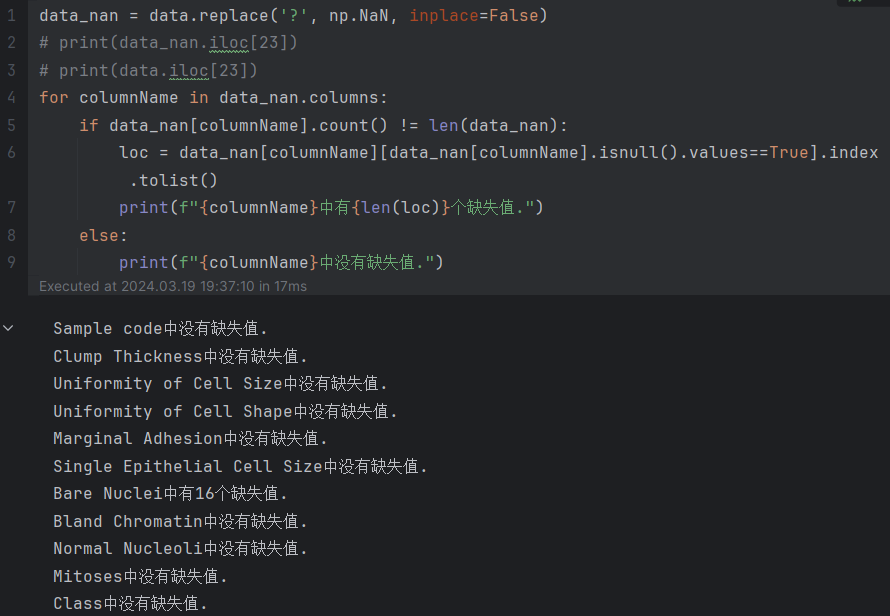 1 data_nan = data.replace('?', np.NaN, inplace=False)
2 # print(data_nan.iloc[23])
3 # print(data.iloc[23])
4 for columnName in data_nan.columns:
5 if data_nan[columnName].count() != len(data_nan):
6 loc = data_nan[columnName][data_nan[columnName].isnull().values==True].index
.tolist()
7 print(f"{columnName}中有{len(loc)}个缺失值.")
8 else:
9 print(f"{columnName}中没有缺失值.")
Executed at 2024.03.19 19:37:10 in 17ms
Sample code中没有缺失值.
Clump Thickness中没有缺失值.
Uniformity of Cell Size中没有缺失值.
Uniformity of Cell Shape中没有缺失值.
Marginal Adhesion中没有缺失值.
Single Epithelial Cell Size中没有缺失值.
Bare Nuclei中有16个缺失值.
Bland Chromatin中没有缺失值.
Normal Nucleoli中没有缺失值.
Mitoses中没有缺失值.
Class中没有缺失值.